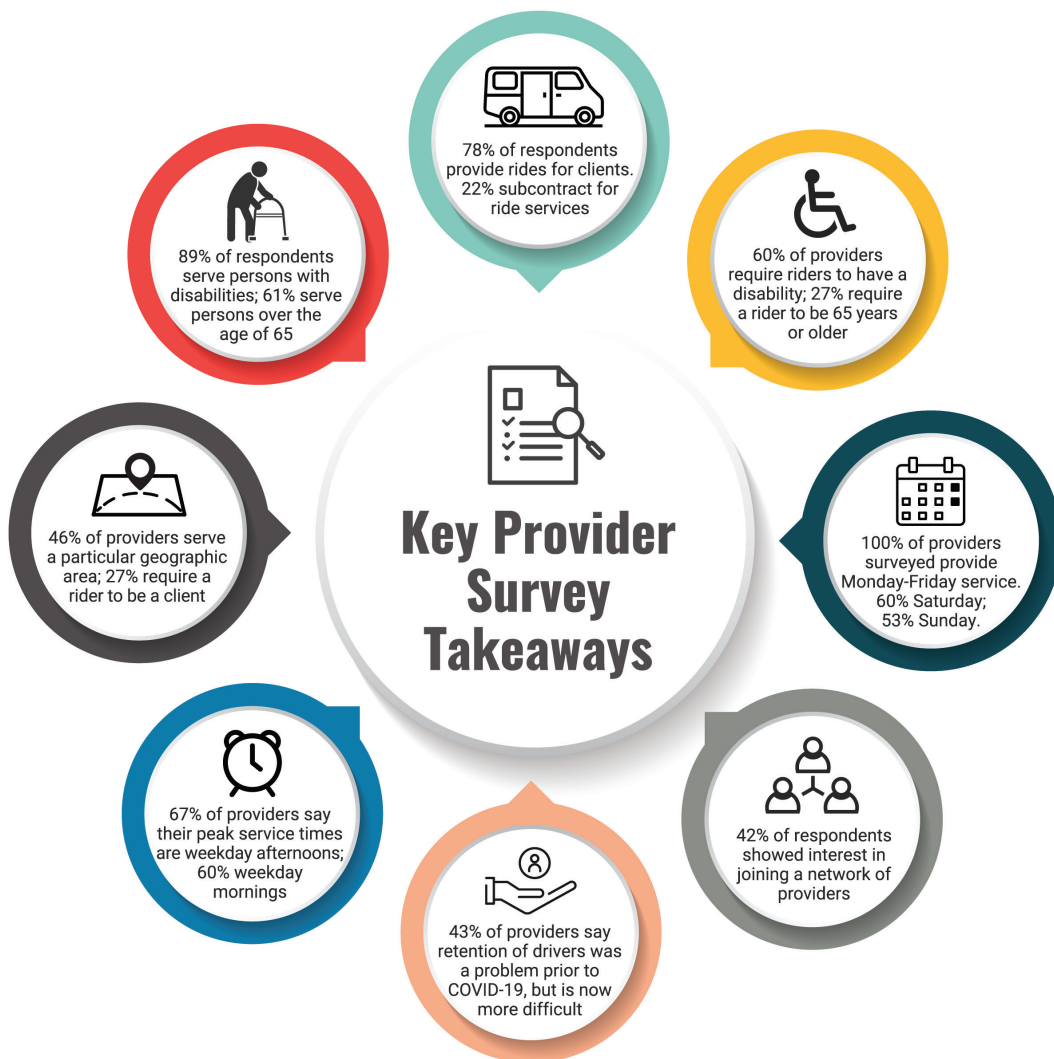 78% of respondents
provide rides for clients.
22% subcontract for
ride services
89% of respondents
serve persons with
disabilities; 61% serve
persons over the
age of 65
60% of providers
require riders to have a
disability; 27% require
a rider to be 65 years
or older
Key Provider
Survey
Takeaways
46% of providers serve
a particular geographic
area; 27% require a
rider to be a client
100% of providers
surveyed provide
Monday-Friday service.
60% Saturday;
53% Sunday.
67% of providers say
their peak service times
are weekday afternoons;
60% weekday
mornings
42% of respondents
showed interest in
joining a network of
providers
43% of providers say
retention of drivers was
a problem prior to
COVID-19, but is now
more difficult